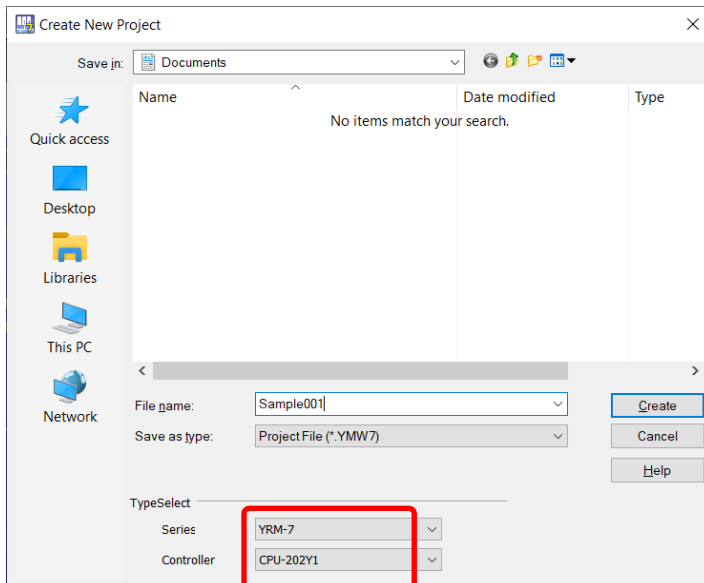 Create New Project
Save in: Documents
Name Date modified Type
No items match your search.
Quick access
Desktop
Libraries
This PC
Network
File name: Sample001 Create
Save as type: Project File (*.YMW7) Cancel
Help
TypeSelect
Series YRM-7
Controller CPU-202Y1